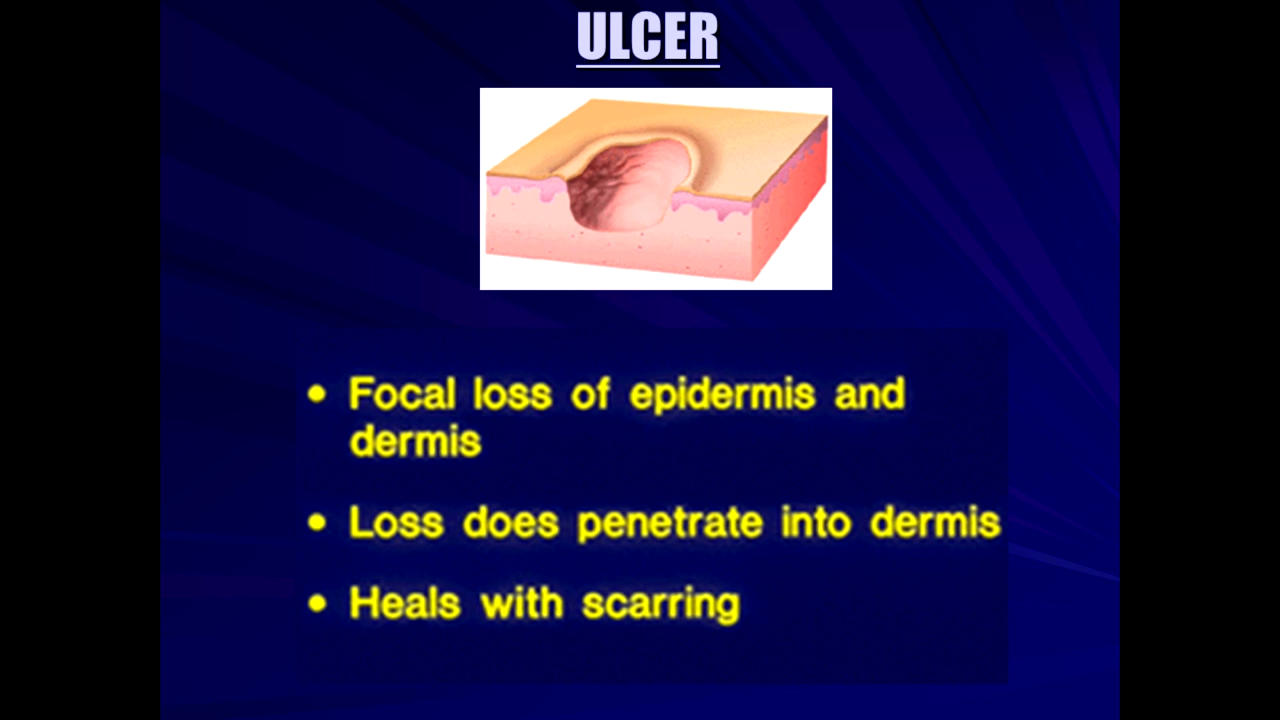 ULCER
• Focal loss of epidermis and
dermis
• Loss does penetrate into dermis
• Heals with scarring